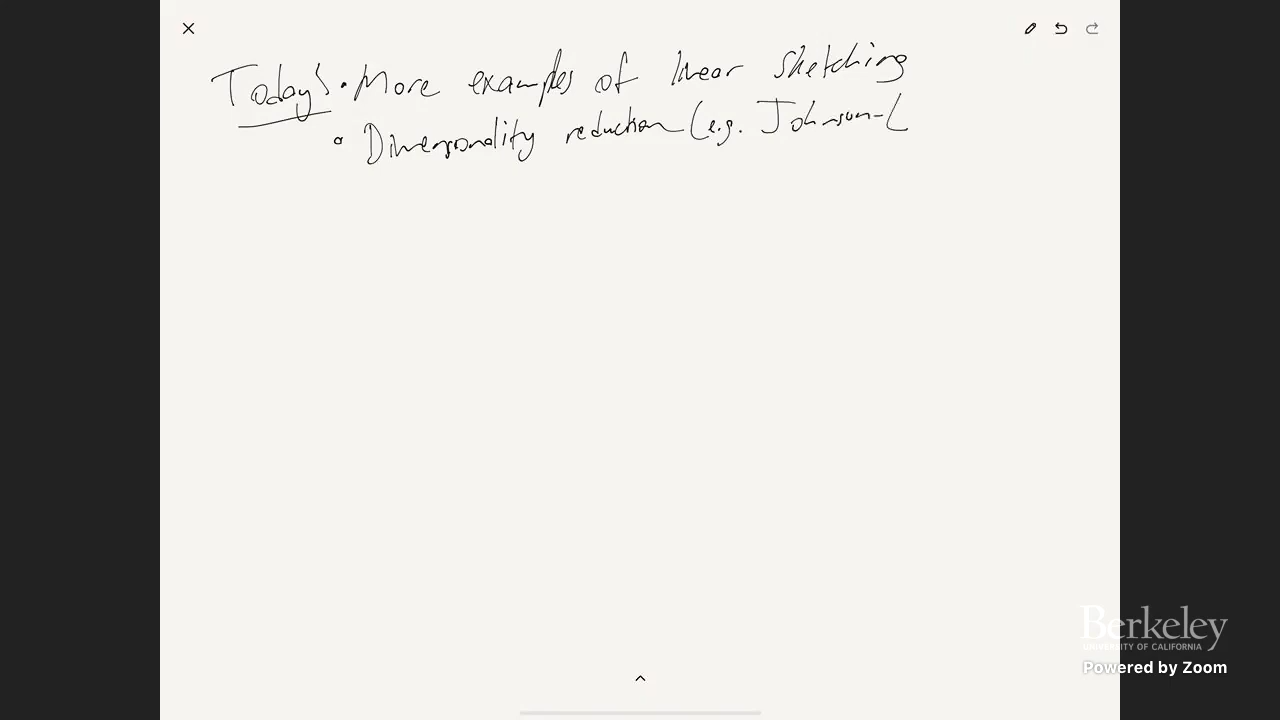 Today: • More examples of linear sketching
• Dimensionality reduction (e.g. Johnson-L
Berkeley
UNIVERSITY OF CALIFORNIA
Powered by Zoom